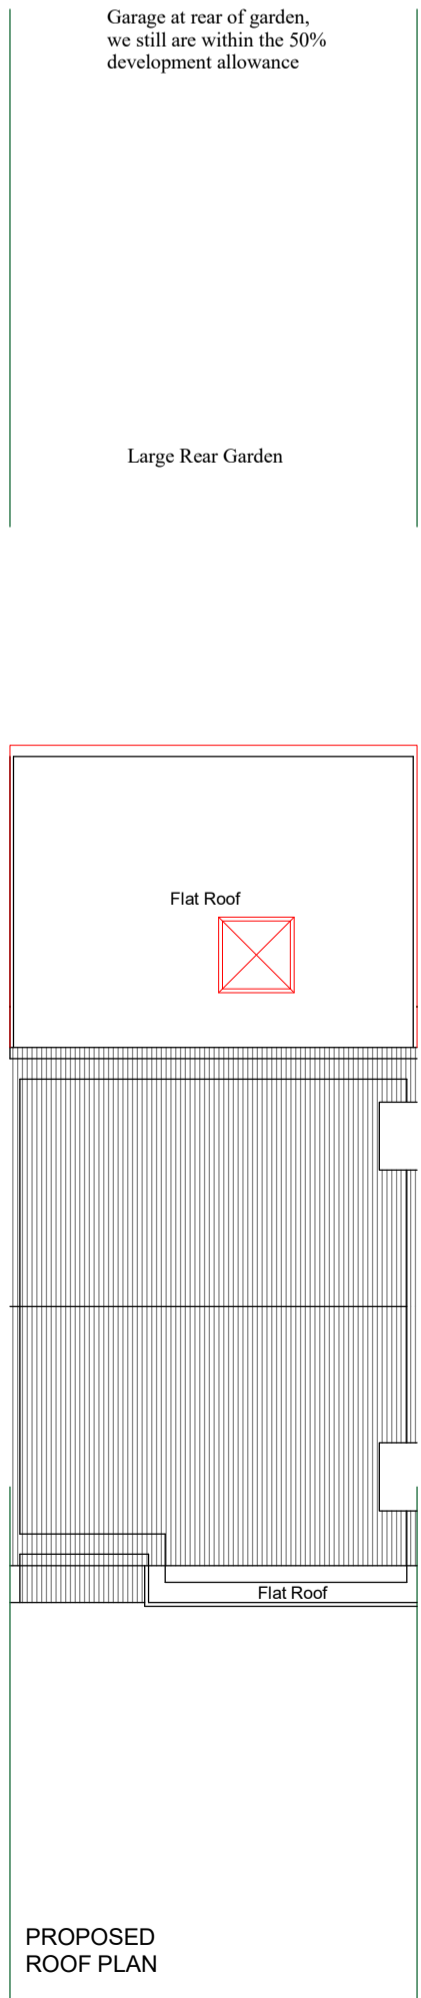 Garage at rear of garden,
we still are within the 50%
development allowance
Large Rear Garden
Flat Roof
Flat Roof
PROPOSED
ROOF PLAN